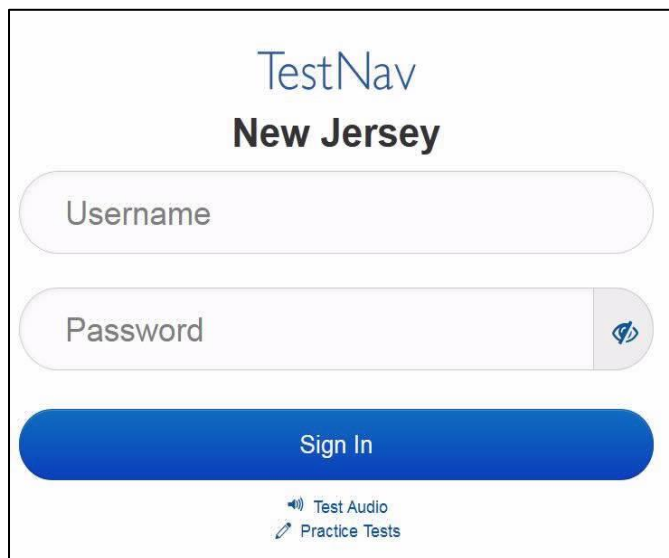 TestNav
New Jersey
Username
Password
Sign In
Test Audio
Practice Tests